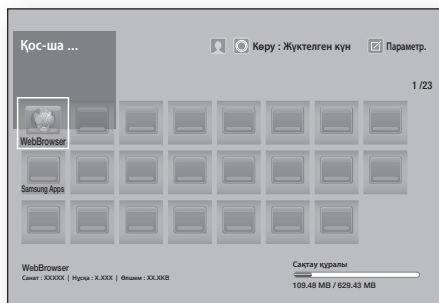 Қос-ша ...
Көру : Жүктелген күн
Параметр.
1 /23
WebBrowser
Samsung Apps
WebBrowser
Санат : XXXXX | Нұсқа : X.XXX | Өлшем : XX.XKB
Сақтау құралы
109.48 MB / 629.43 MB